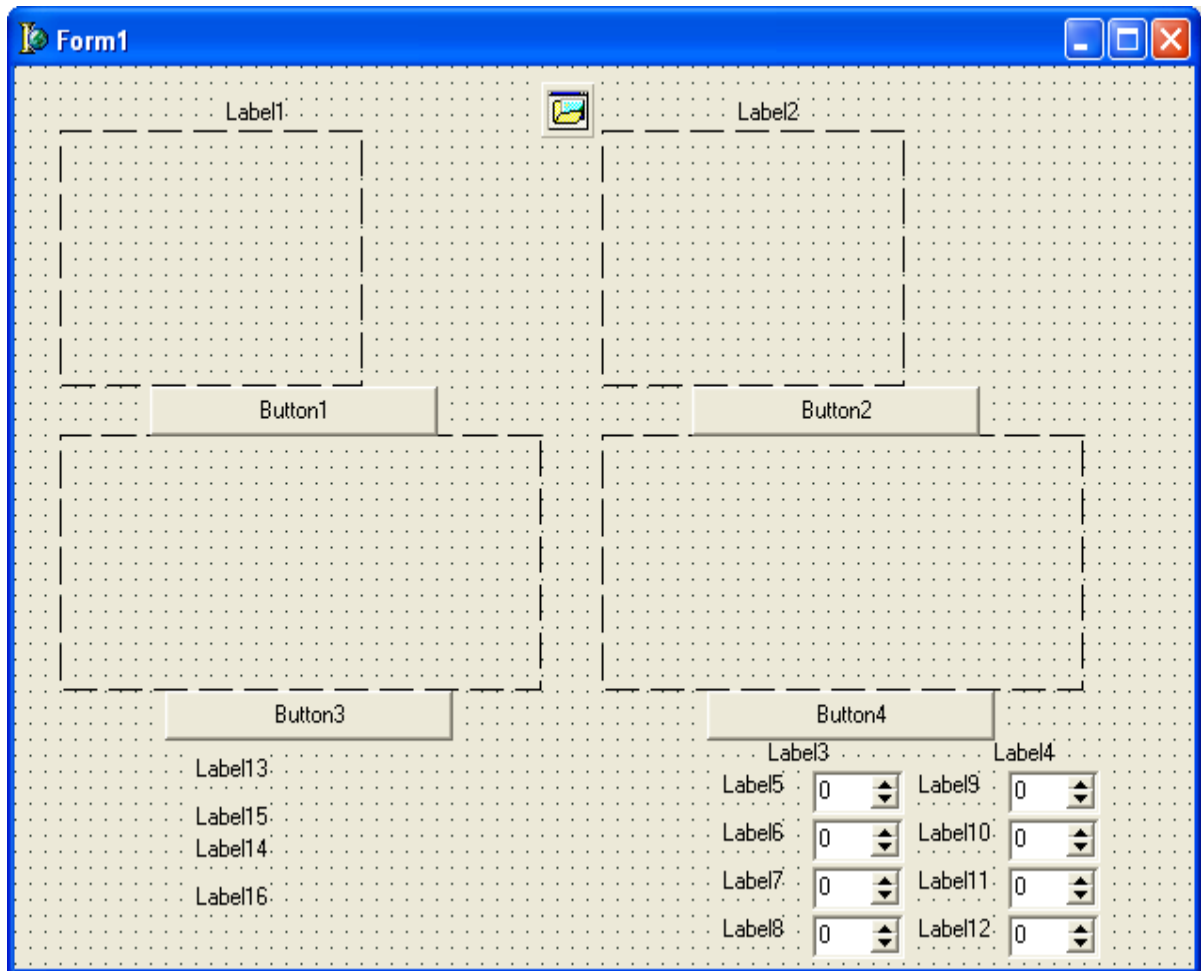 Form1
Label1 Label2
Button1 Button2
Button3 Button4
Label3 Label4
Label13
Label5 0 Label9 0
Label15
Label6 0 Label10 0
Label14
Label7 0 Label11 0
Label16
Label8 0 Label12 0